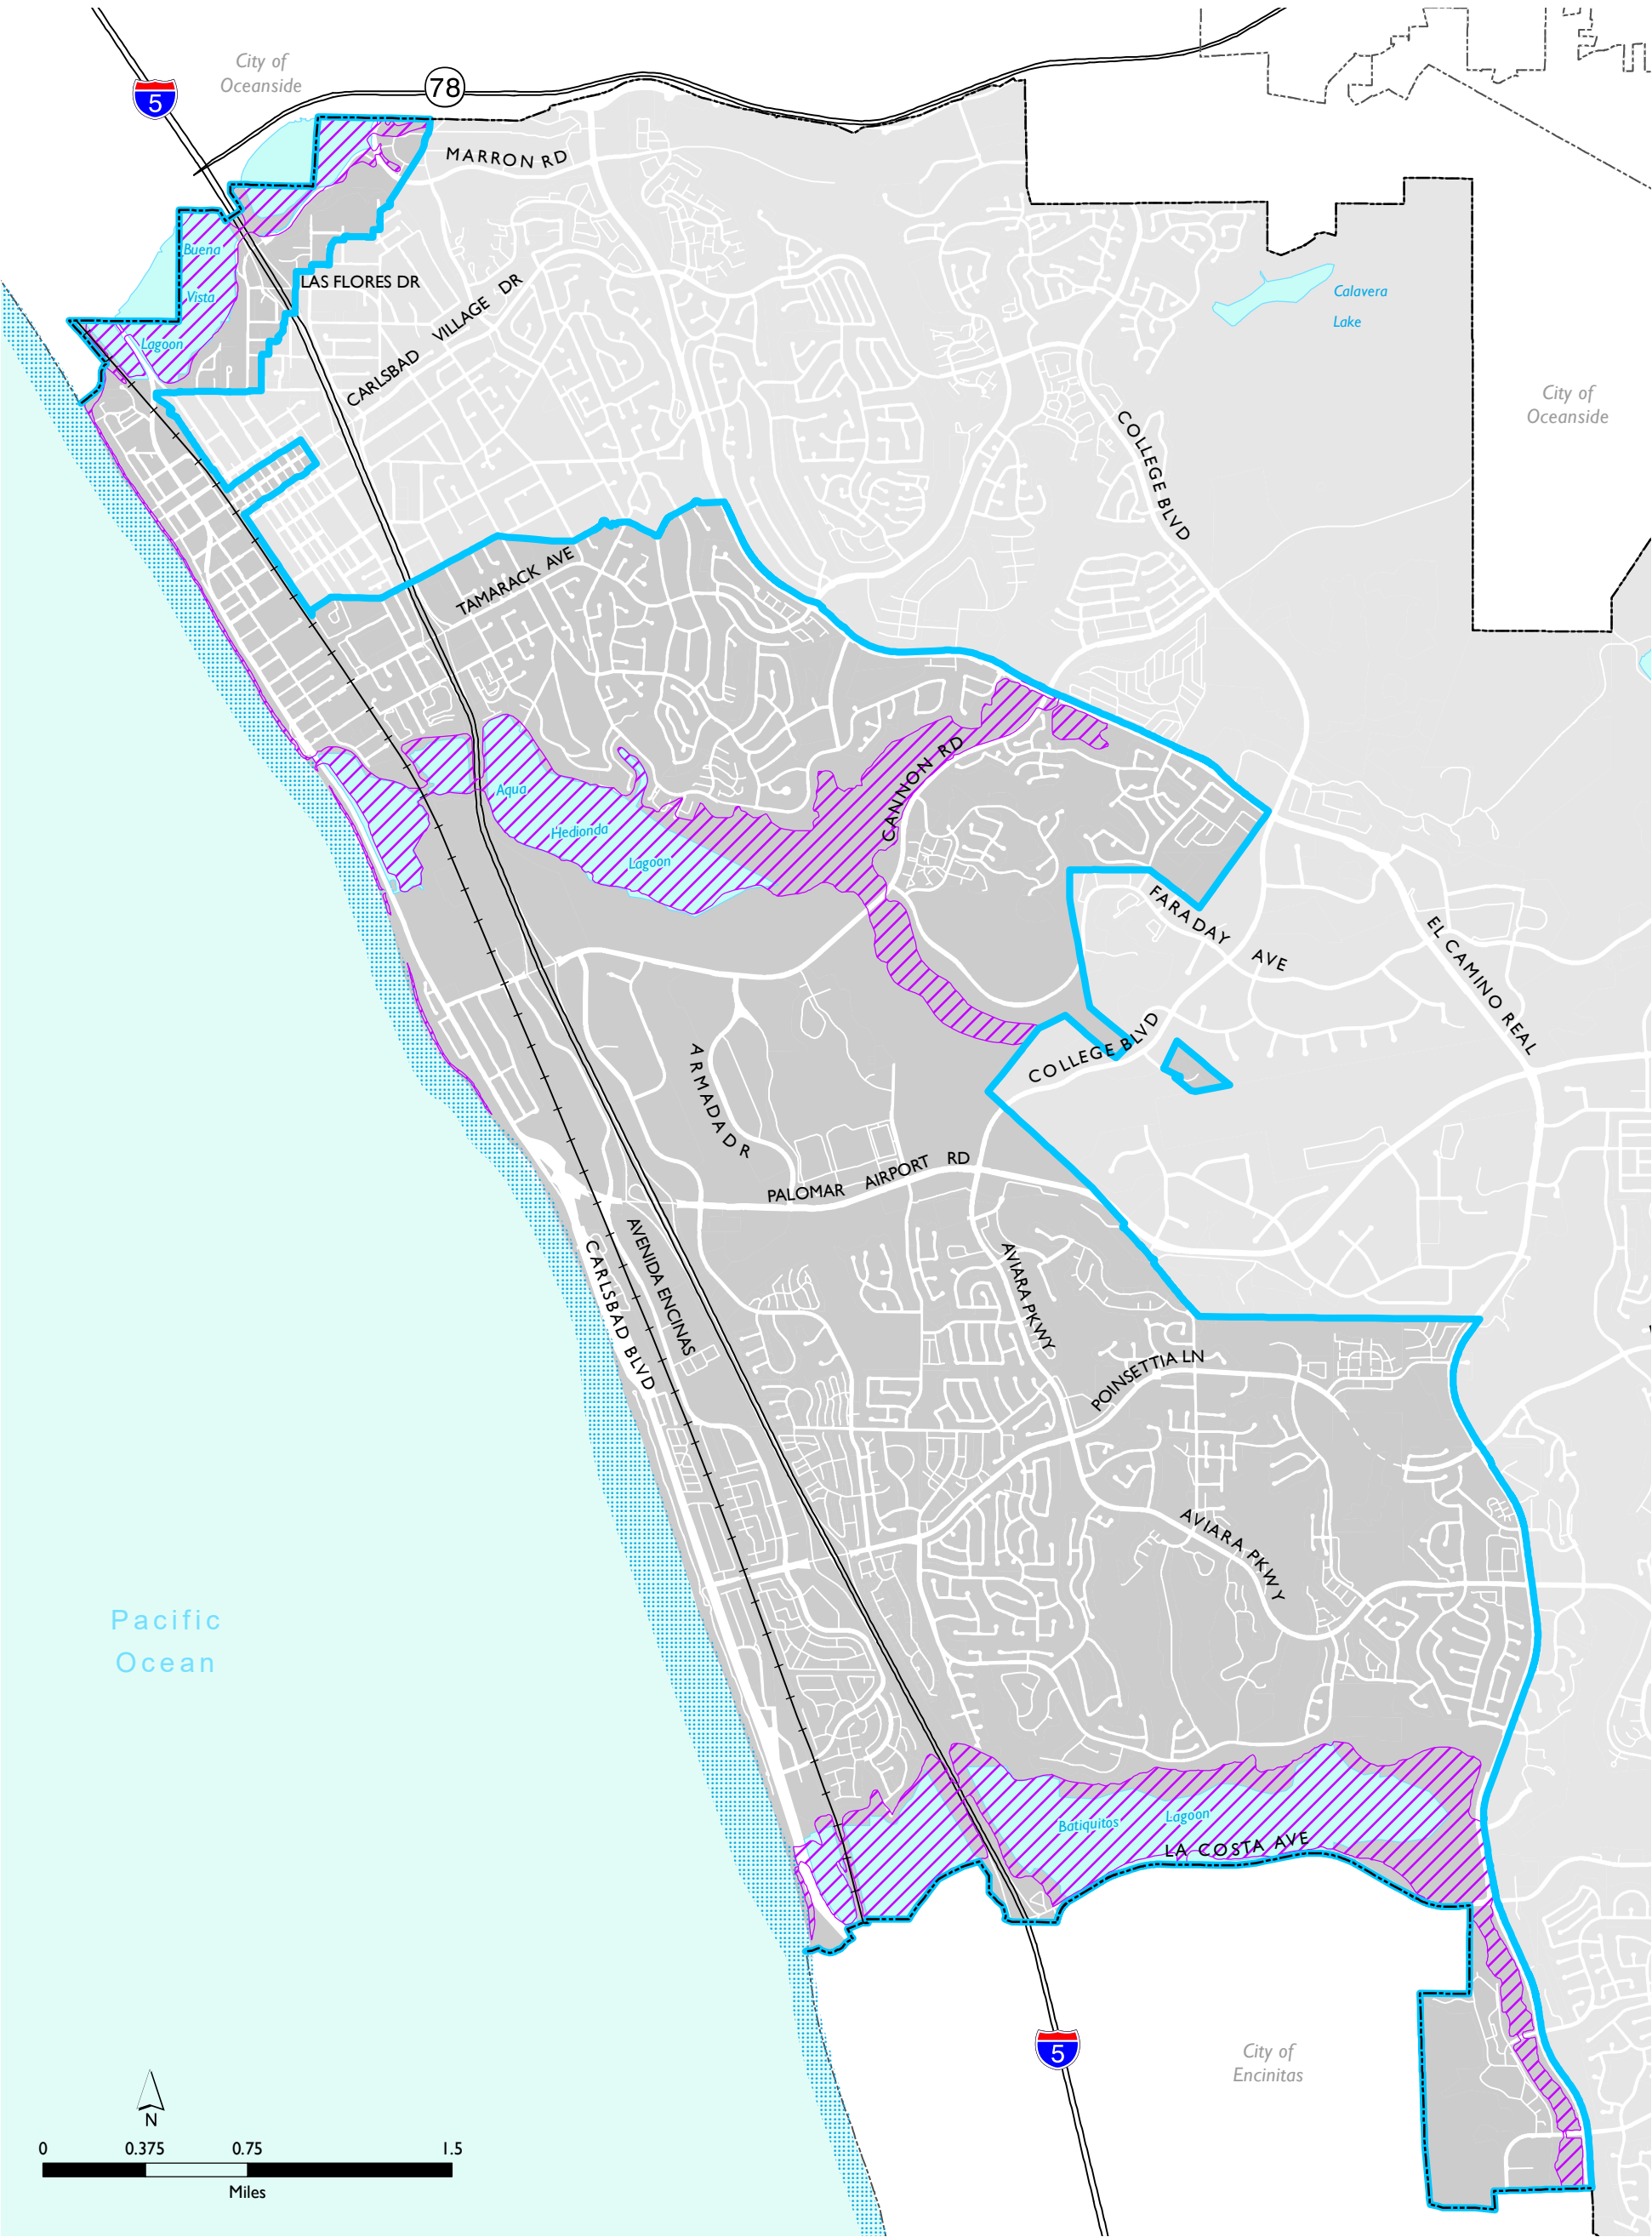 City of
Oceanside
5
78
MARRON RD
Buena
Vista
Lagoon
LAS FLORES DR
CARLSBAD VILLAGE DR
Calavera
Lake
City of
Oceanside
COLLEGE BLVD
TAMARACK AVE
CANNON RD
Aqua
Hedionda
Lagoon
FARADAY AVE
EL CAMINO REAL
COLLEGE BLVD
ARMADA DR
PALOMAR AIRPORT RD
AVENIDA ENCINAS
CARLSBAD BLVD
AVIARA PKWY
POINSETTIA LN
AVIARA PKWY
Pacific
Ocean
Batiquitos Lagoon
LA COSTA AVE
5
City of
Encinitas
N
0 0.375 0.75 1.5
Miles